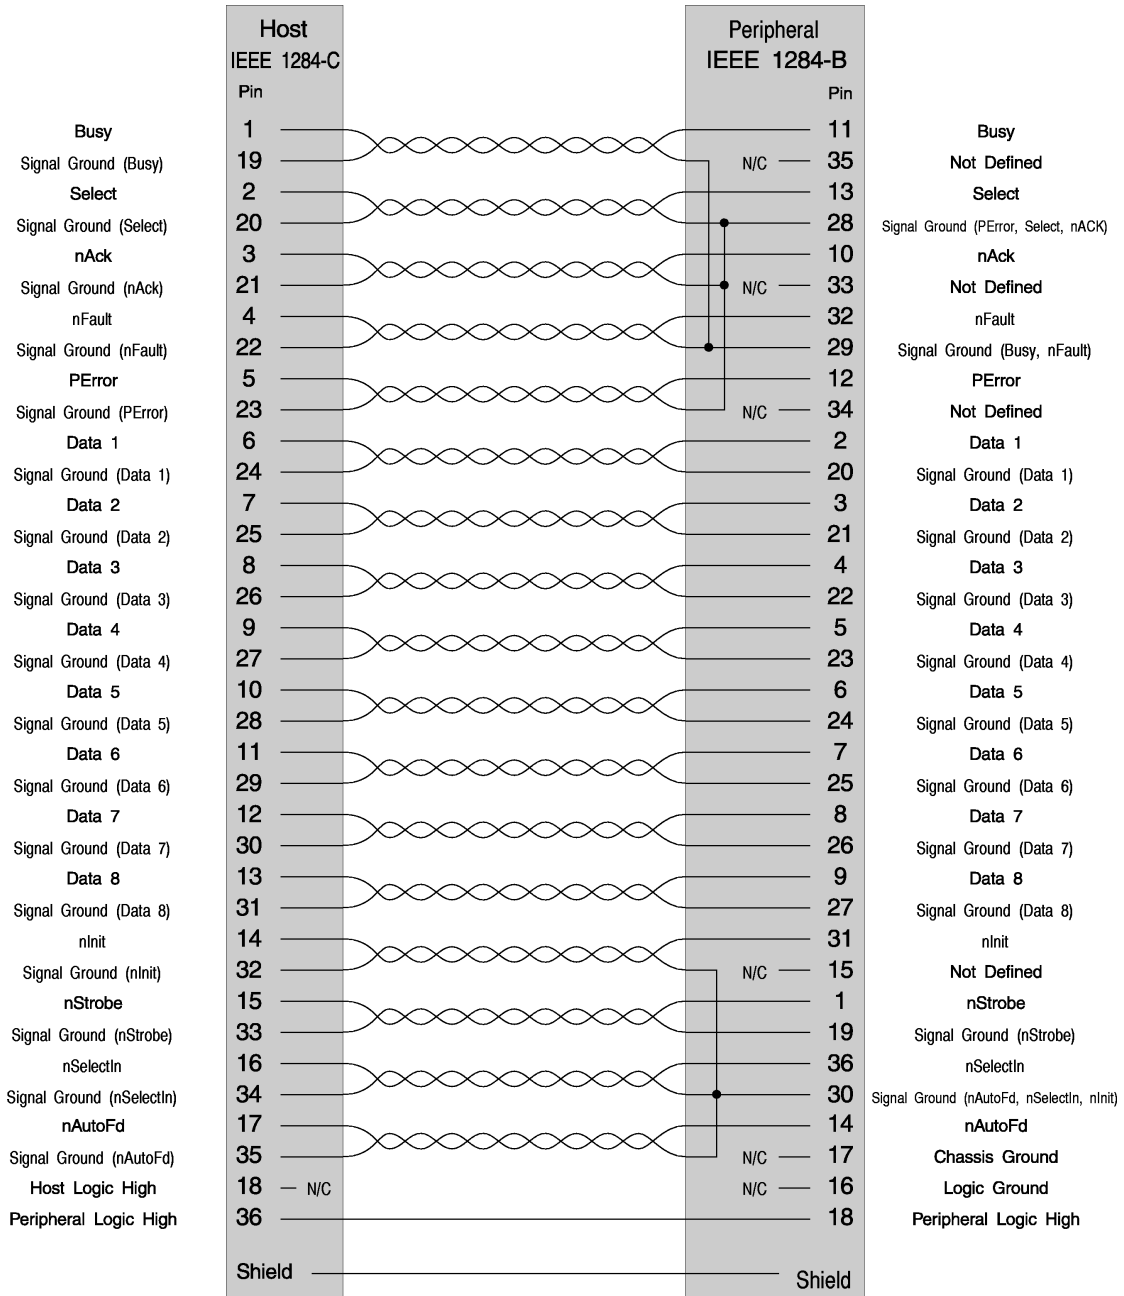 Host Peripheral
IEEE 1284-C IEEE 1284-B
Pin Pin
Busy 1 11 Busy
Signal Ground (Busy) 19 N/C 35 Not Defined
Select 2 13 Select
Signal Ground (Select) 20 28 Signal Ground (PError, Select, nACK)
nAck 3 10 nAck
Signal Ground (nAck) 21 N/C 33 Not Defined
nFault 4 32 nFault
Signal Ground (nFault) 22 29 Signal Ground (Busy, nFault)
PError 5 12 PError
Signal Ground (PError) 23 N/C 34 Not Defined
Data 1 6 2 Data 1
Signal Ground (Data 1) 24 20 Signal Ground (Data 1)
Data 2 7 3 Data 2
Signal Ground (Data 2) 25 21 Signal Ground (Data 2)
Data 3 8 4 Data 3
Signal Ground (Data 3) 26 22 Signal Ground (Data 3)
Data 4 9 5 Data 4
Signal Ground (Data 4) 27 23 Signal Ground (Data 4)
Data 5 10 6 Data 5
Signal Ground (Data 5) 28 24 Signal Ground (Data 5)
Data 6 11 7 Data 6
Signal Ground (Data 6) 29 25 Signal Ground (Data 6)
Data 7 12 8 Data 7
Signal Ground (Data 7) 30 26 Signal Ground (Data 7)
Data 8 13 9 Data 8
Signal Ground (Data 8) 31 27 Signal Ground (Data 8)
nInit 14 31 nInit
Signal Ground (nInit) 32 N/C 15 Not Defined
nStrobe 15 1 nStrobe
Signal Ground (nStrobe) 33 19 Signal Ground (nStrobe)
nSelectIn 16 36 nSelectIn
Signal Ground (nSelectIn) 34 30 Signal Ground (nAutoFd, nSelectIn, nInit)
nAutoFd 17 14 nAutoFd
Signal Ground (nAutoFd) 35 N/C 17 Chassis Ground
Host Logic High 18 N/C N/C 16 Logic Ground
Peripheral Logic High 36 18 Peripheral Logic High
Shield Shield